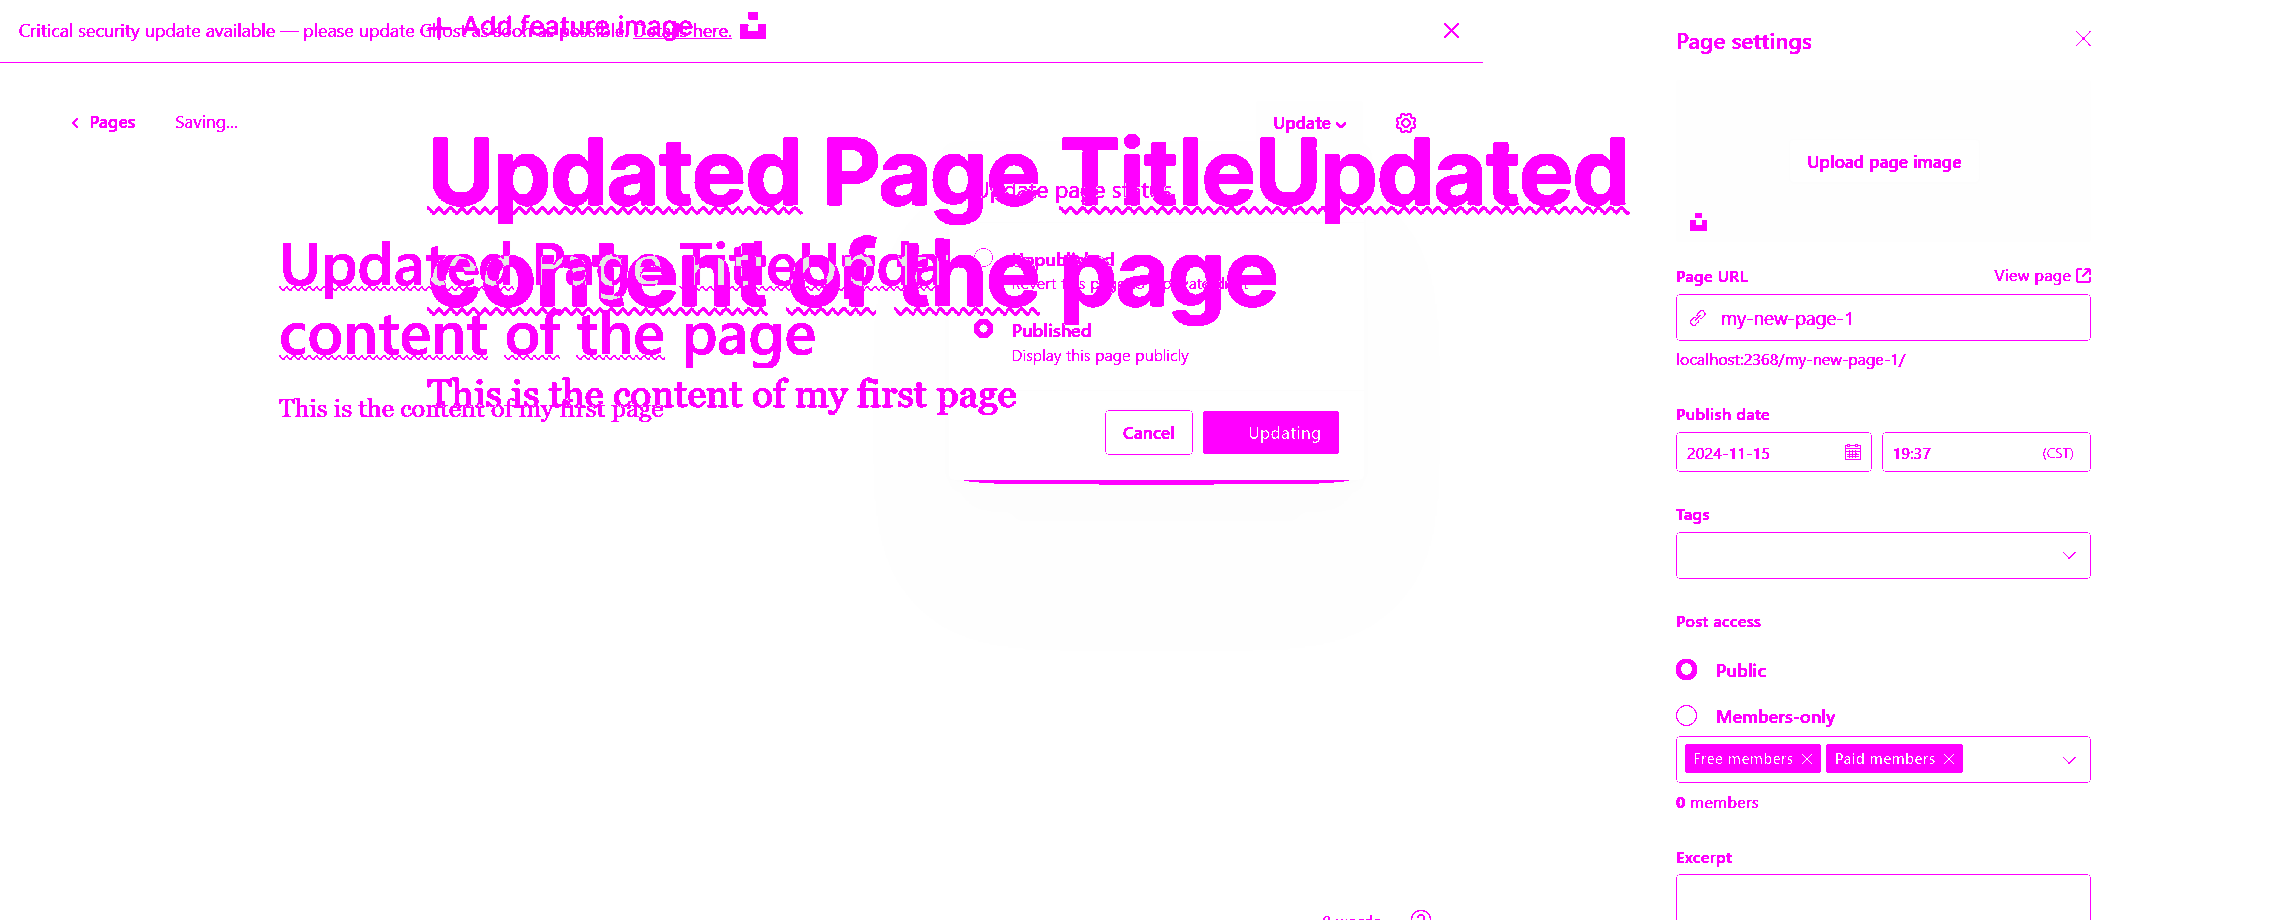 Critical security update available — please update Ghost as soon as possible. Details here.
+ Add feature image
Pages
Saving...
Update
Updated Page TitleUpdated
content of the page
This is the content of my first page
Updated Page TitleUpda
content of the page
This is the content of my first page
Update page status
Unpublished
Revert this page to a private draft
Published
Display this page publicly
Cancel
Updating
Page settings
Upload page image
Page URL
View page
my-new-page-1
localhost:2368/my-new-page-1/
Publish date
2024-11-15
19:37
(CST)
Tags
Post access
Public
Members-only
Free members
Paid members
0 members
Excerpt